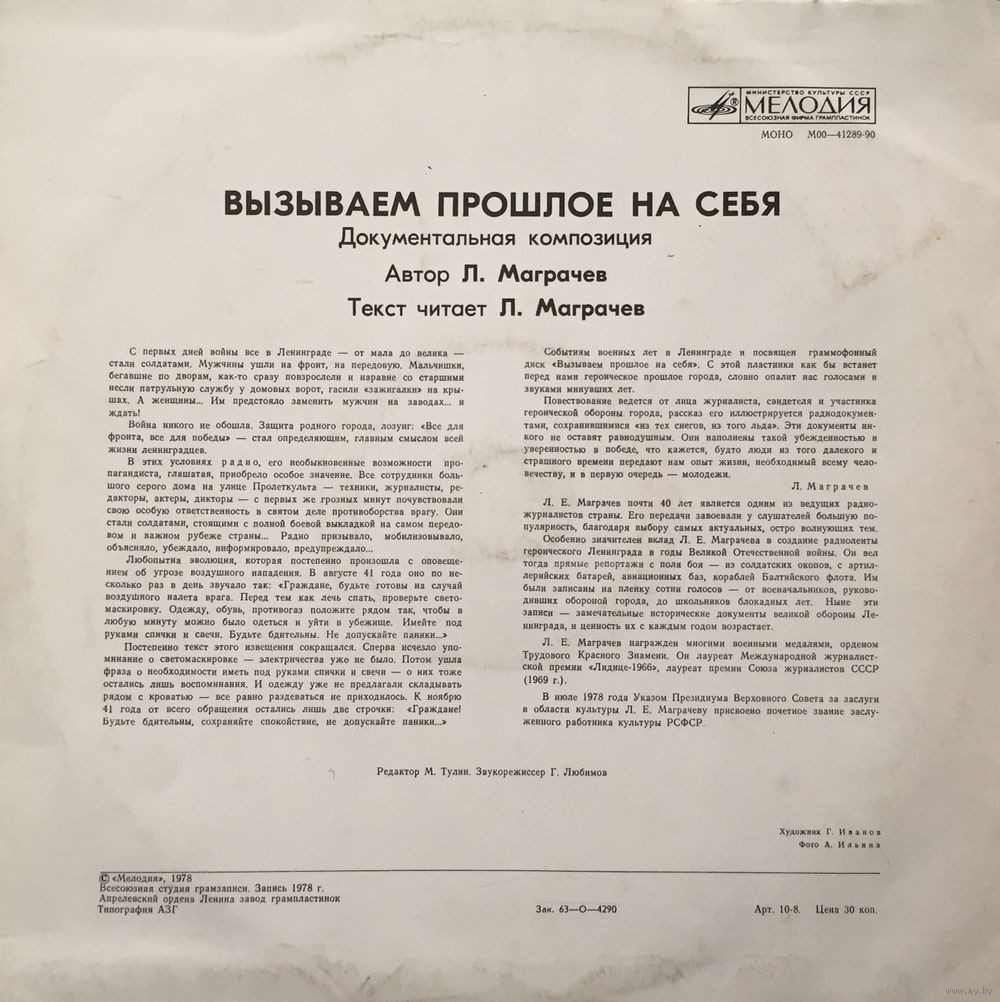 МИНИСТЕРСТВО КУЛЬТУРЫ СССР
МЕЛОДИЯ
ВСЕСОЮЗНАЯ ФИРМА ГРАМПЛАСТИНОК
МОНО М00—41289-90
ВЫЗЫВАЕМ ПРОШЛОЕ НА СЕБЯ
Документальная композиция
Автор Л. Маграчев
Текст читает Л. Маграчев
С первых дней войны все в Ленинграде — от мала до велика —
стали солдатами. Мужчины ушли на фронт, на передовую. Мальчишки,
бегавшие по дворам, как-то сразу повзрослели и наравне со старшими
несли патрульную службу у домовых ворот, гасили «зажигалки» на кры-
шах. А женщины... Им предстояло заменить мужчин на заводах... и
ждать!
Война никого не обошла. Защита родного города, лозунг: «Все для
фронта, все для победы» — стал определяющим, главным смыслом всей
жизни ленинградцев.
В этих условиях радио, его необыкновенные возможности про-
пагандиста, глашатая, приобрело особое значение. Все сотрудники боль-
шого серого дома на улице Пролеткульта — техники, журналисты, ре-
дакторы, актеры, дикторы — с первых же грозных минут почувствовали
свою особую ответственность в святом деле противоборства врагу. Они
стали солдатами, стоящими с полной боевой выкладкой на самом передо-
вом и важном рубеже страны... Радио призывало, мобилизовывало,
объясняло, убеждало, информировало, предупреждало...
Любопытна эволюция, которая постепенно произошла с оповеще-
нием об угрозе воздушного нападения. В августе 41 года оно по не-
сколько раз в день звучало так: «Граждане, будьте готовы на случай
воздушного налета врага. Перед тем как лечь спать, проверьте свето-
маскировку. Одежду, обувь, противогаз положите рядом так, чтобы в
любую минуту можно было одеться и уйти в убежище. Имейте под
руками спички и свечи. Будьте бдительны. Не допускайте паники...»
Постепенно текст этого извещения сокращался. Сперва исчезло упо-
минание о светомаскировке — электричества уже не было. Потом ушла
фраза о необходимости иметь под руками спички и свечи — о них тоже
остались лишь воспоминания. И одежду уже не предлагали складывать
рядом с кроватью — все равно раздеваться не приходилось. К ноябрю
41 года от всего обращения остались лишь две строчки: «Граждане!
Будьте бдительны, сохраняйте спокойствие, не допускайте паники...»
Событиям военных лет в Ленинграде и посвящен граммофонный
диск «Вызываем прошлое на себя». С этой пластинки как бы встанет
перед нами героическое прошлое города, словно опалит нас голосами и
звуками минувших лет.
Повествование ведется от лица журналиста, свидетеля и участника
героической обороны города, рассказ его иллюстрируется радиодокумен-
тами, сохранившимися «из тех снегов, из того льда». Эти документы ни-
кого не оставят равнодушным. Они наполнены такой убежденностью и
уверенностью в победе, что кажется, будто люди из того далекого и
страшного времени передают нам опыт жизни, необходимый всему чело-
вечеству, и в первую очередь — молодежи.
Л. Маграчев
Л. Е. Маграчев почти 40 лет является одним из ведущих радио-
журналистов страны. Его передачи завоевали у слушателей большую по-
пулярность, благодаря выбору самых актуальных, остро волнующих тем.
Особенно значителен вклад Л. Е. Маграчева в создание радиоленты
героического Ленинграда в годы Великой Отечественной войны. Он вел
тогда прямые репортажи с поля боя — из солдатских окопов, с артил-
лерийских батарей, авиационных баз, кораблей Балтийского флота. Им
были записаны на пленку сотни голосов — от военачальников, руково-
дивших обороной города, до школьников блокадных лет. Ныне эти
записи — замечательные исторические документы великой обороны Ле-
нинграда, и ценность их с каждым годом возрастает.
Л. Е. Маграчев награжден многими военными медалями, орденом
Трудового Красного Знамени. Он лауреат Международной журналист-
ской премии «Лидице-1966», лауреат премии Союза журналистов СССР
(1969 г.).
В июле 1978 года Указом Президиума Верховного Совета за заслуги
в области культуры Л. Е. Маграчеву присвоено почетное звание заслу-
женного работника культуры РСФСР.
Редактор М. Тулин. Звукорежиссер Г. Любимов
Художник Г. Иванов
Фото А. Ильина
© «Мелодия», 1978
Всесоюзная студия грамзаписи. Запись 1978 г.
Апрелевский ордена Ленина завод грампластинок
Типография АЗГ
Зак. 63—О—4290
Арт. 10-8. Цена 30 коп.
www.ay.by